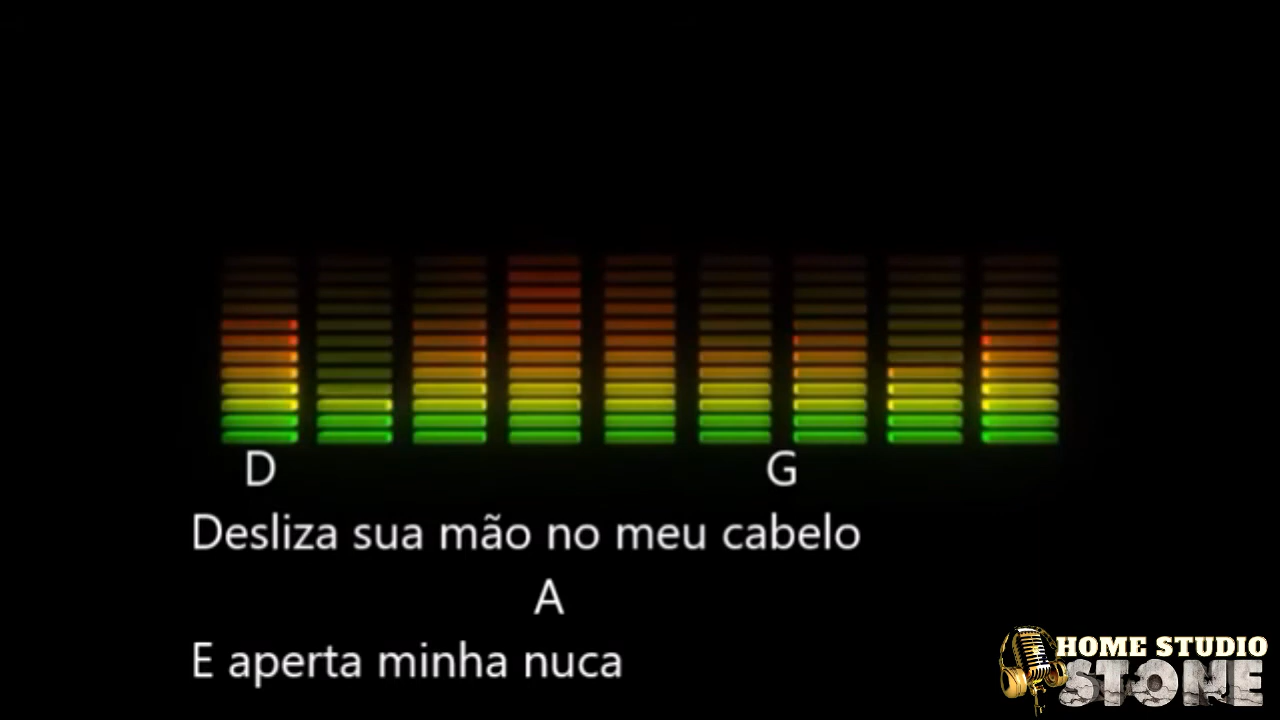 D G
Desliza sua mão no meu cabelo
A
E aperta minha nuca
HOME STUDIO
STONE